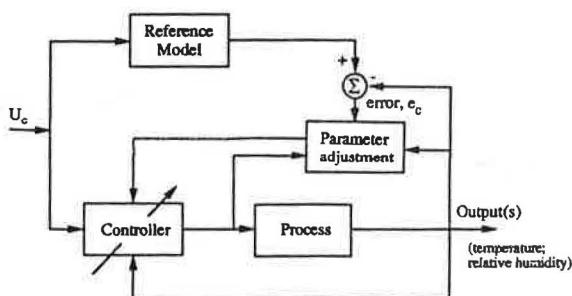 Reference
Model
+
-
Σ
error, e_c
U_c
Parameter
adjustment
Controller
Process
Output(s)
(temperature;
relative humidity)